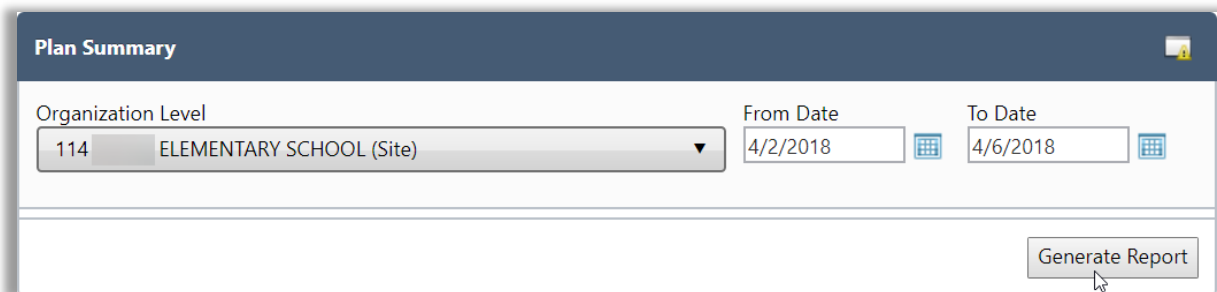 Plan Summary
Organization Level From Date To Date
114 ELEMENTARY SCHOOL (Site) 4/2/2018 4/6/2018
Generate Report